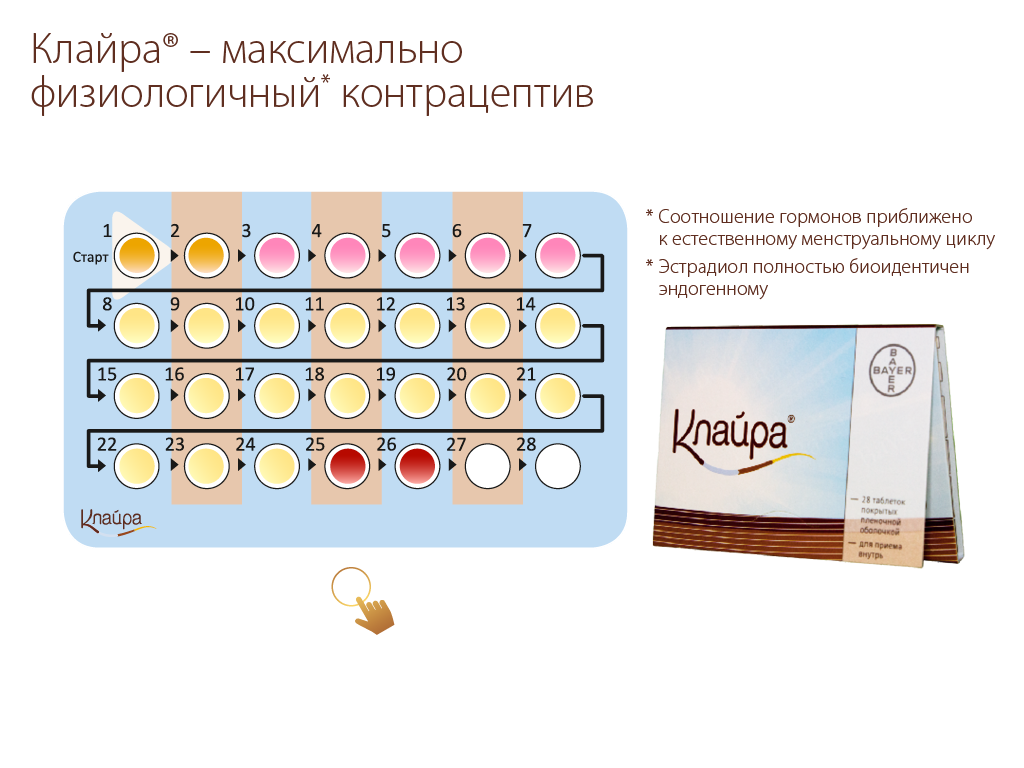 Клайра® – максимально
физиологичный* контрацептив
1 2 3 4 5 6 7
Старт
8 9 10 11 12 13 14
15 16 17 18 19 20 21
22 23 24 25 26 27 28
Клайра
* Соотношение гормонов приближено
к естественному менструальному циклу
* Эстрадиол полностью биоидентичен
эндогенному
BAYER
BAYER
Клайра®
— 28 таблеток
покрытых
пленочной
оболочкой
— для приема
внутрь